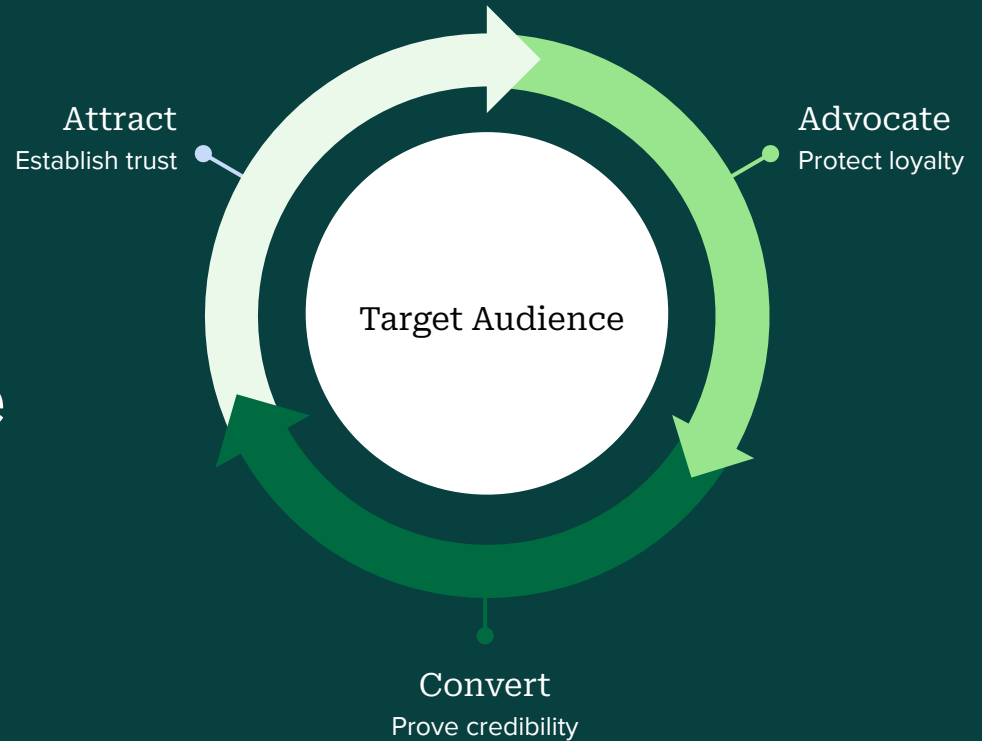 Attract
Establish trust
Advocate
Protect loyalty
Target Audience
e
Convert
Prove credibility